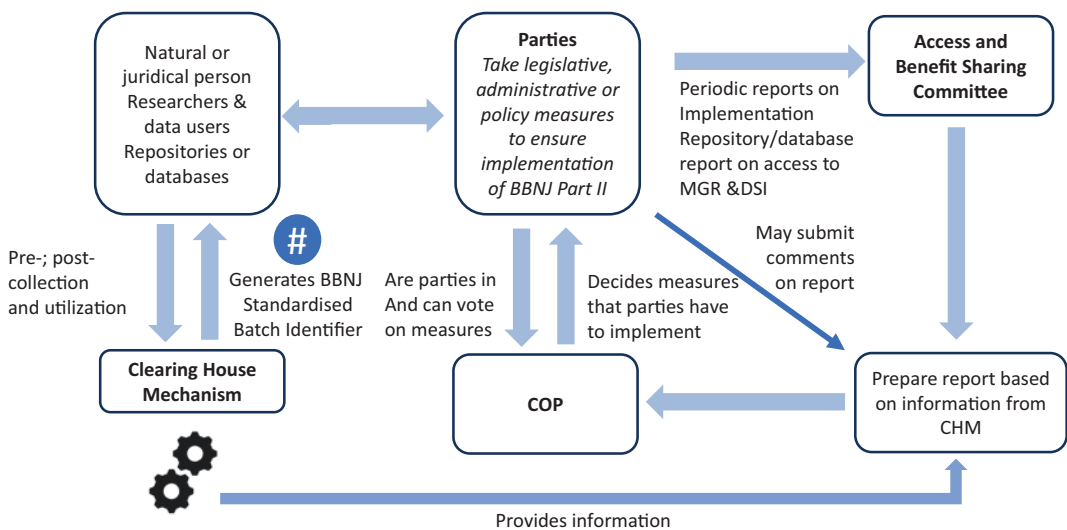 Natural or
juridical person
Researchers &
data users
Repositories or
databases
Parties
Take legislative,
administrative or
policy measures
to ensure
implementation
of BBNJ Part II
Access and
Benefit Sharing
Committee
Periodic reports on
Implementation
Repository/database
report on access to
MGR &DSI
Pre-; post-
collection
and utilization
#
Generates BBNJ
Standardised
Batch Identifier
Are parties in
And can vote
on measures
Decides measures
that parties have
to implement
May submit
comments
on report
Clearing House
Mechanism
COP
Prepare report based
on information from
CHM
Provides information